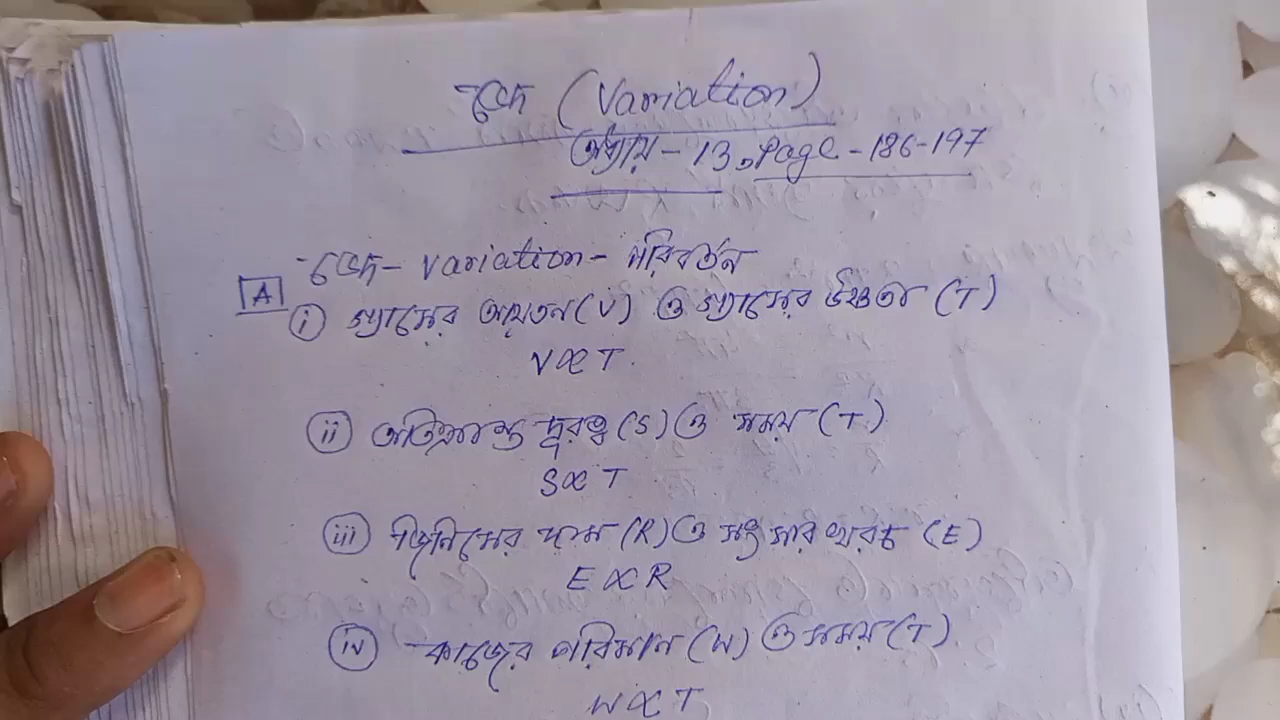 ভেদ (Variation)
অধ্যায় - 13, Page - 186-197
ভেদ - Variation - পরিবর্তন
A
i গ্যাসের আয়তন (V) ও গ্যাসের উষ্ণতা (T)
V ∝ T.
ii অতিক্রান্ত দূরত্ব (S) ও সময় (T)
S ∝ T
iii জিনিসের দাম (R) ও সংসার খরচ (E)
E ∝ R
iv কাজের পরিমান (W) ও সময় (T)
W ∝ T